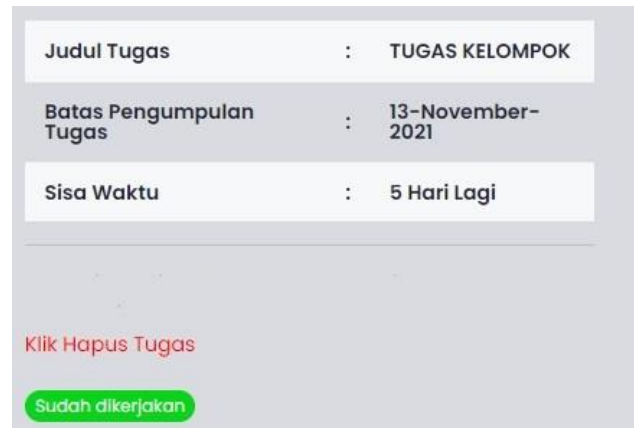 Judul Tugas : TUGAS KELOMPOK
Batas Pengumpulan : 13-November-
Tugas 2021
Sisa Waktu : 5 Hari Lagi
Klik Hapus Tugas
Sudah dikerjakan